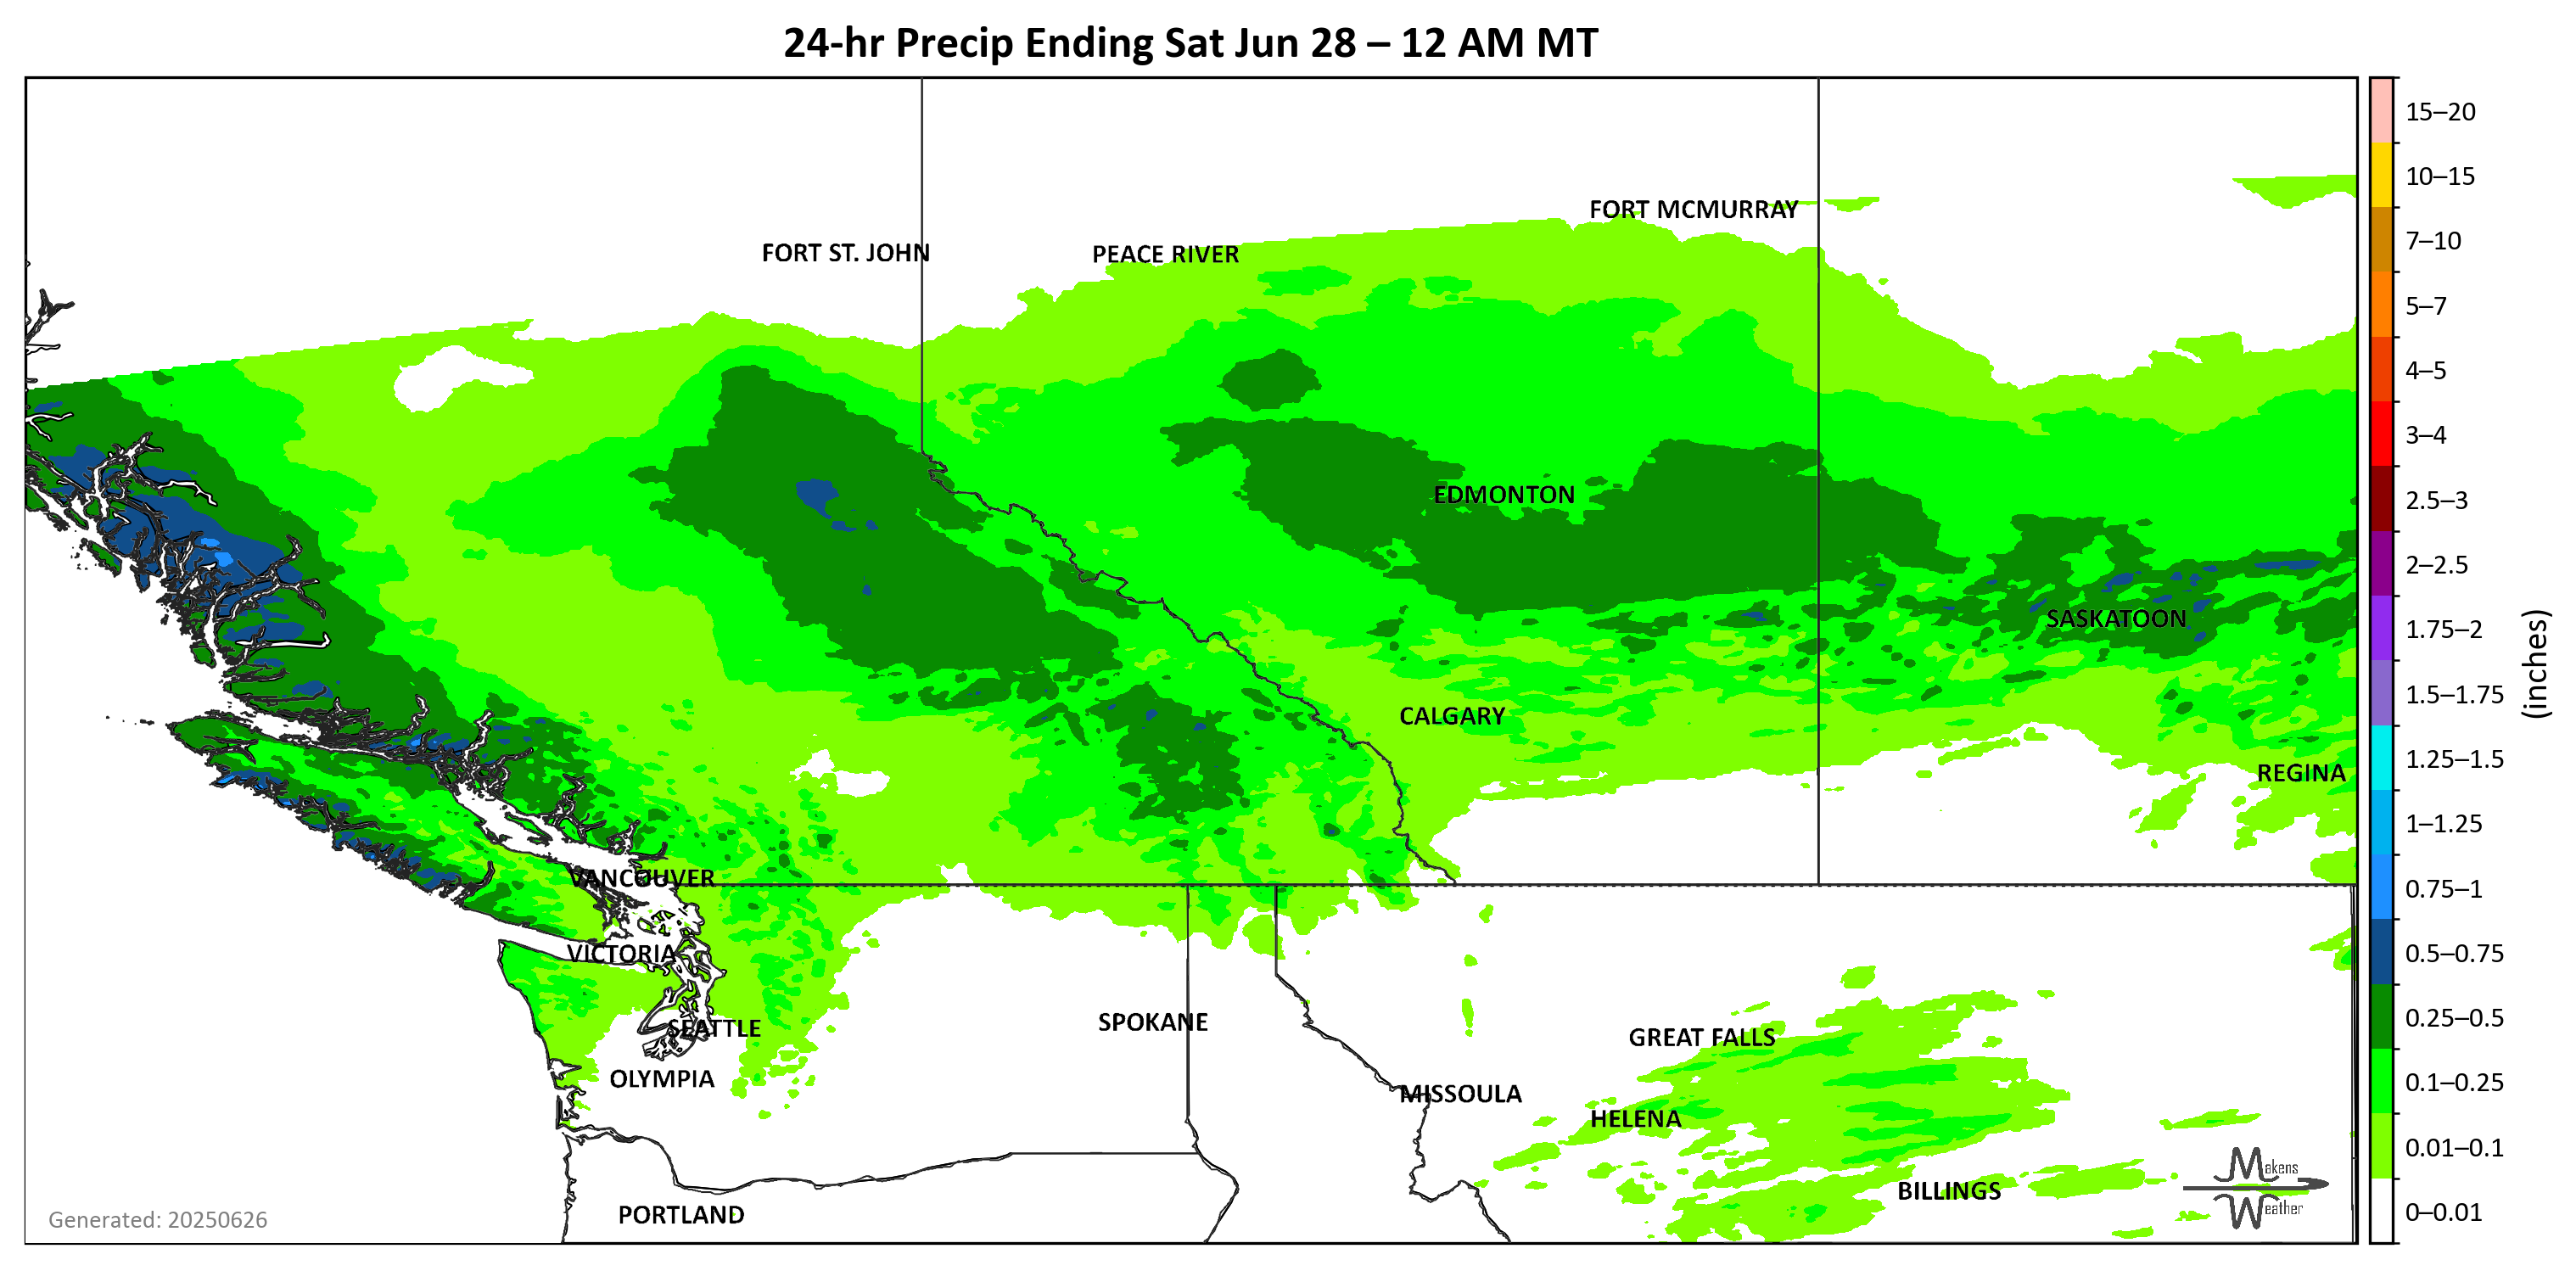 24-hr Precip Ending Sat Jun 28 – 12 AM MT
FORT MCMURRAY
FORT ST. JOHN
PEACE RIVER
EDMONTON
SASKATOON
CALGARY
REGINA
VANCOUVER
VICTORIA
SEATTLE
SPOKANE
GREAT FALLS
OLYMPIA
MISSOULA
HELENA
BILLINGS
PORTLAND
Makens
Weather
Generated: 20250626
15–20
10–15
7–10
5–7
4–5
3–4
2.5–3
2–2.5
1.75–2
1.5–1.75
1.25–1.5
1–1.25
0.75–1
0.5–0.75
0.25–0.5
0.1–0.25
0.01–0.1
0–0.01
(inches)